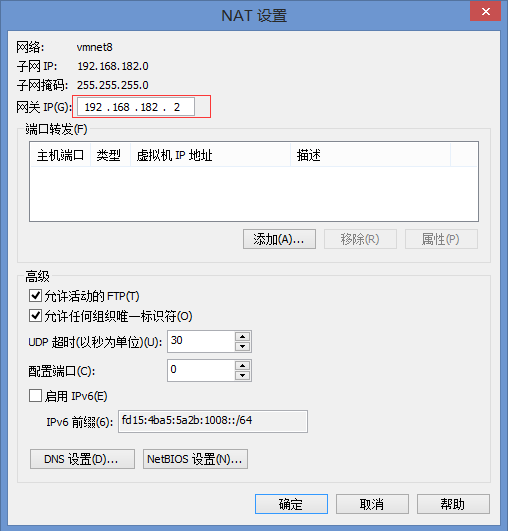 NAT 设置
网络: vmnet8
子网 IP: 192.168.182.0
子网掩码: 255.255.255.0
网关 IP(G): 192 . 168 . 182 . 2
端口转发(F)
主机端口 类型 虚拟机 IP 地址 描述
添加(A)... 移除(R) 属性(P)
高级
允许活动的 FTP(T)
允许任何组织唯一标识符(O)
UDP 超时(以秒为单位)(U): 30
配置端口(C): 0
启用 IPv6(E)
IPv6 前缀(6): fd15:4ba5:5a2b:1008::/64
DNS 设置(D)... NetBIOS 设置(N)...
确定 取消 帮助